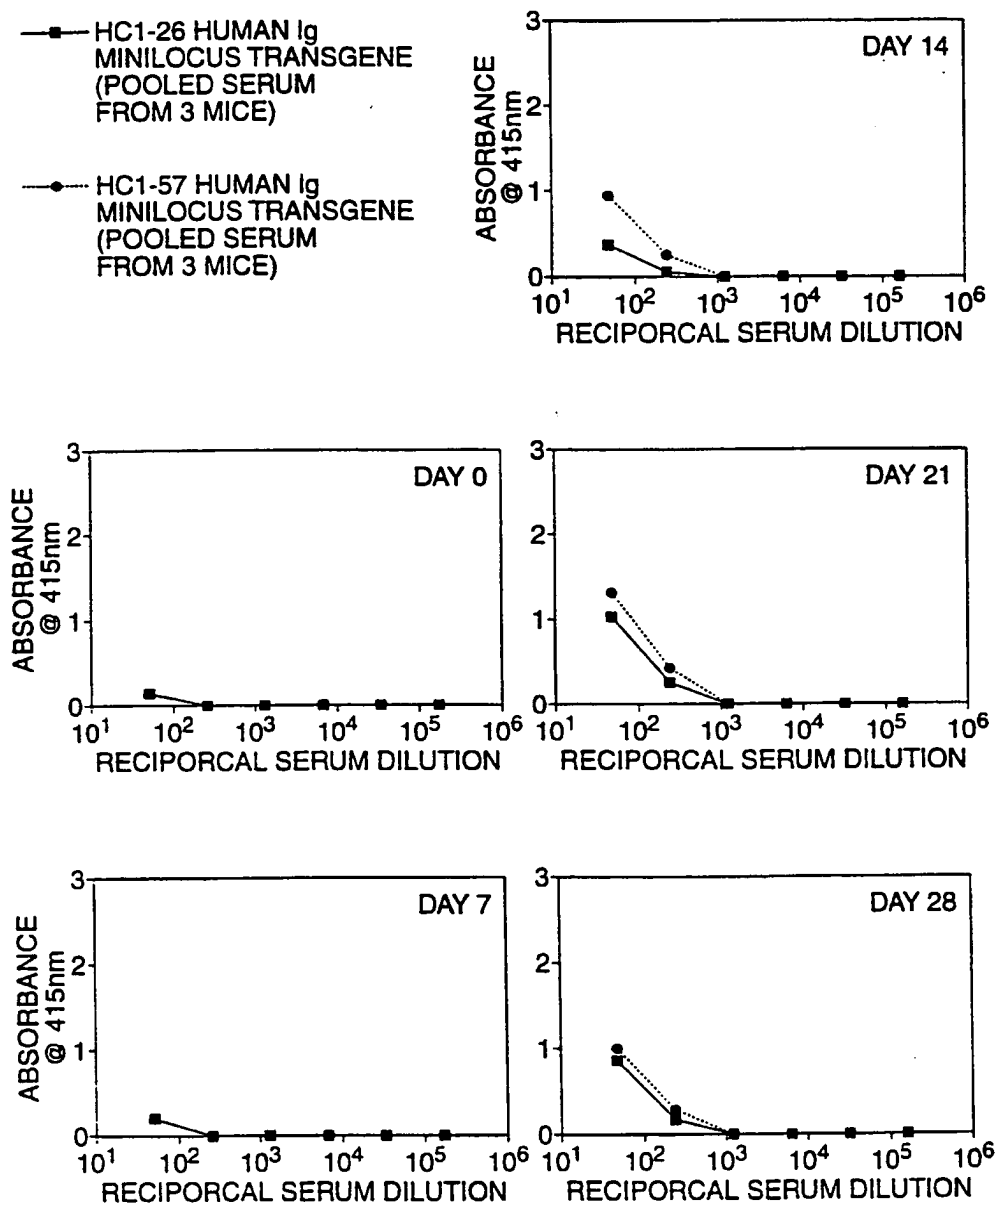 HC1-26 HUMAN Ig
MINILOCUS TRANSGENE
(POOLED SERUM
FROM 3 MICE)
HC1-57 HUMAN Ig
MINILOCUS TRANSGENE
(POOLED SERUM
FROM 3 MICE)
DAY 14
ABSORBANCE
@ 415nm
3
2
1
0
10¹ 10² 10³ 10⁴ 10⁵ 10⁶
RECIPORCAL SERUM DILUTION
DAY 0
ABSORBANCE
@ 415nm
3
2
1
0
10¹ 10² 10³ 10⁴ 10⁵ 10⁶
RECIPORCAL SERUM DILUTION
DAY 21
3
2
1
0
10¹ 10² 10³ 10⁴ 10⁵ 10⁶
RECIPORCAL SERUM DILUTION
DAY 7
ABSORBANCE
@ 415nm
3
2
1
0
10¹ 10² 10³ 10⁴ 10⁵ 10⁶
RECIPORCAL SERUM DILUTION
DAY 28
3
2
1
0
10¹ 10² 10³ 10⁴ 10⁵ 10⁶
RECIPORCAL SERUM DILUTION